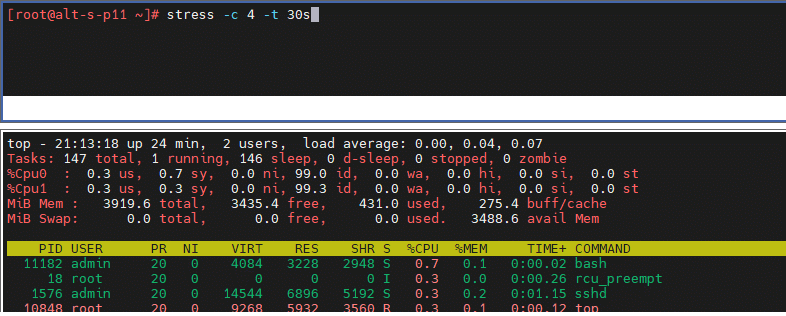 [root@alt-s-p11 ~]# stress -c 4 -t 30s
top - 21:13:18 up 24 min,  2 users,  load average: 0.00, 0.04, 0.07
Tasks: 147 total, 1 running, 146 sleep, 0 d-sleep, 0 stopped, 0 zombie
%Cpu0  :  0.3 us,  0.7 sy,  0.0 ni, 99.0 id,  0.0 wa,  0.0 hi,  0.0 si,  0.0 st
%Cpu1  :  0.3 us,  0.3 sy,  0.0 ni, 99.3 id,  0.0 wa,  0.0 hi,  0.0 si,  0.0 st
MiB Mem :   3919.6 total,   3435.4 free,    431.0 used,    275.4 buff/cache
MiB Swap:      0.0 total,      0.0 free,      0.0 used.   3488.6 avail Mem
PID USER      PR  NI    VIRT    RES    SHR S  %CPU  %MEM     TIME+ COMMAND
11182 admin     20   0    4084   3228   2948 S   0.7   0.1   0:00.02 bash
18 root      20   0       0      0      0 I   0.3   0.0   0:00.26 rcu_preempt
1576 admin     20   0   14544   6896   5192 S   0.3   0.2   0:01.15 sshd
10848 root      20   0    9268   5932   3560 R   0.3   0.1   0:00.12 top